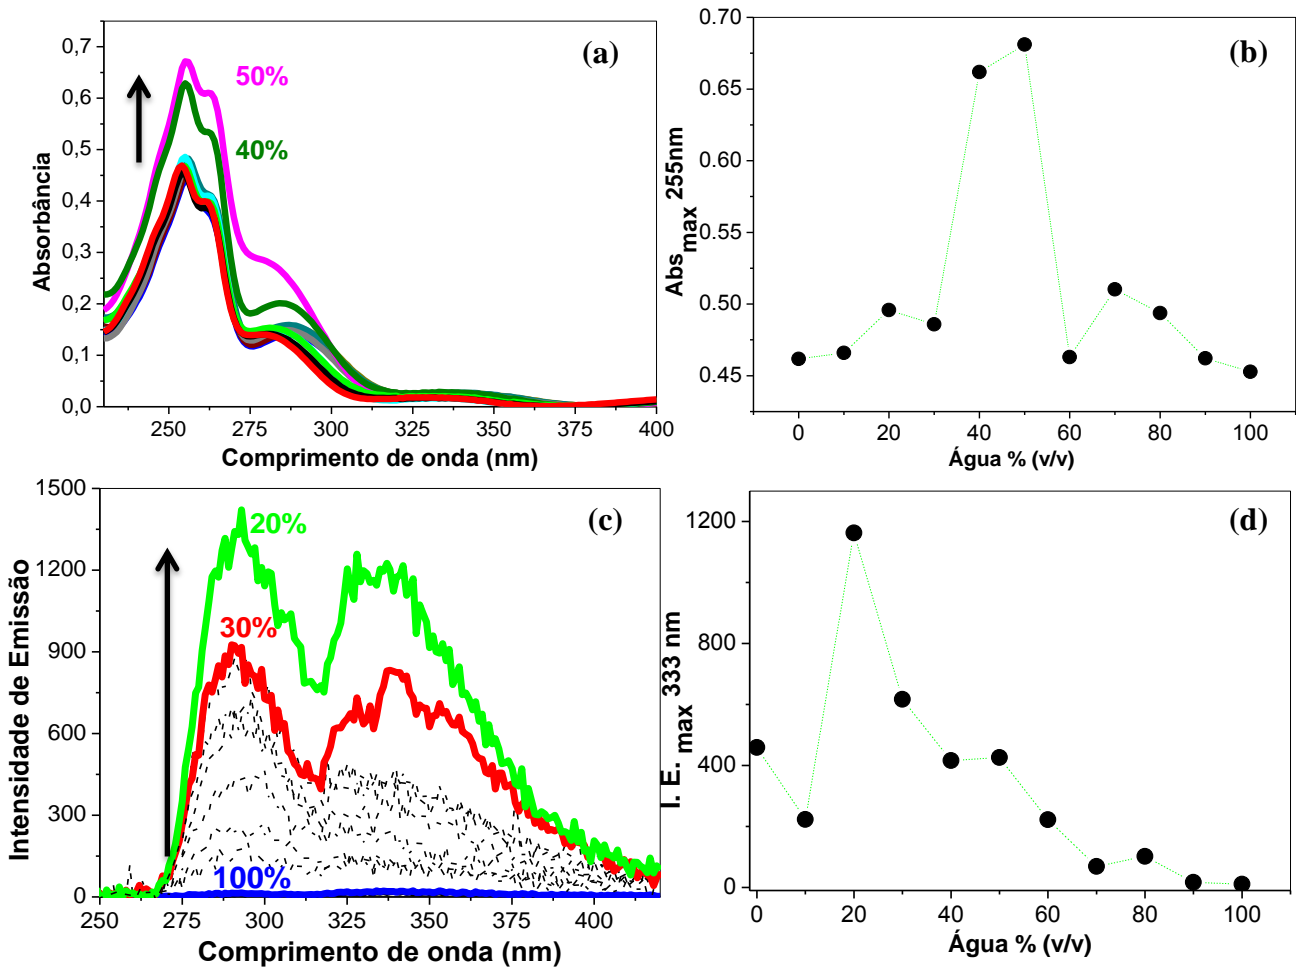 (a)
50%
40%
0,7
0,6
0,5
0,4
0,3
0,2
0,1
0,0
Absorbância
250 275 300 325 350 375 400
Comprimento de onda (nm)
(b)
0.70
0.65
0.60
0.55
0.50
0.45
Abs max 255nm
0 20 40 60 80 100
Água % (v/v)
(c)
20%
30%
100%
1500
1200
900
600
300
0
Intensidade de Emissão
250 275 300 325 350 375 400
Comprimento de onda (nm)
(d)
1200
800
400
0
I. E. max 333 nm
0 20 40 60 80 100
Água % (v/v)